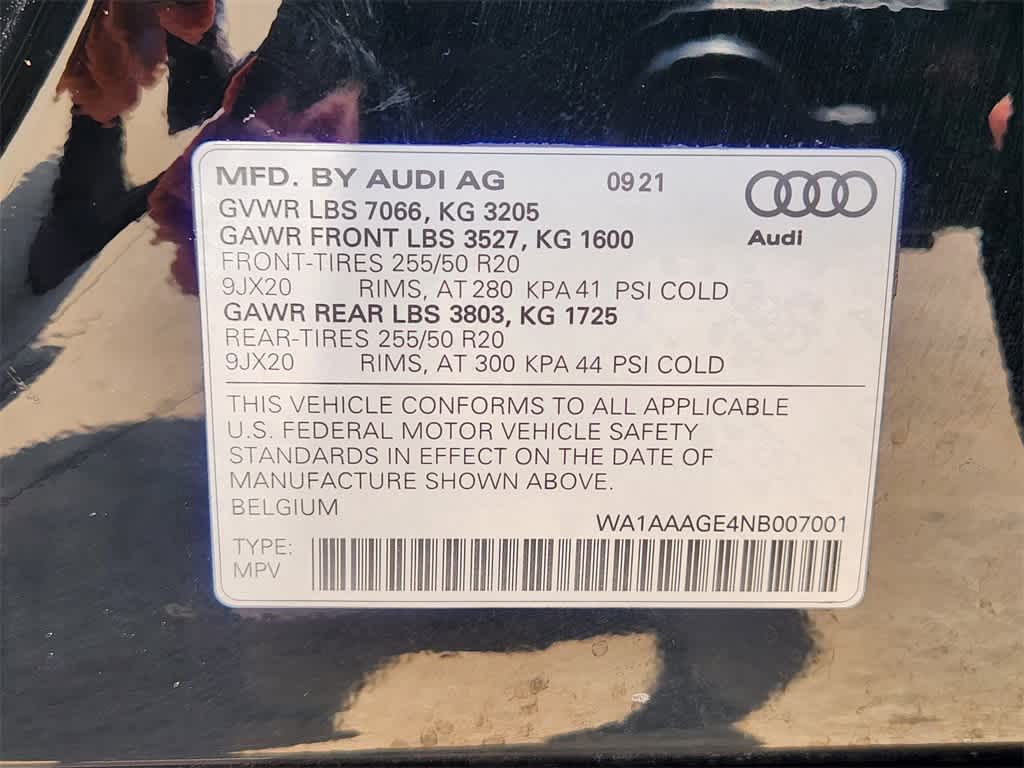 MFD. BY AUDI AG 0921
GVWR LBS 7066, KG 3205
GAWR FRONT LBS 3527, KG 1600
Audi
FRONT-TIRES 255/50 R20
9JX20 RIMS, AT 280 KPA 41 PSI COLD
GAWR REAR LBS 3803, KG 1725
REAR-TIRES 255/50 R20
9JX20 RIMS, AT 300 KPA 44 PSI COLD
THIS VEHICLE CONFORMS TO ALL APPLICABLE
U.S. FEDERAL MOTOR VEHICLE SAFETY
STANDARDS IN EFFECT ON THE DATE OF
MANUFACTURE SHOWN ABOVE.
BELGIUM
WA1AAAGE4NB007001
TYPE:
MPV